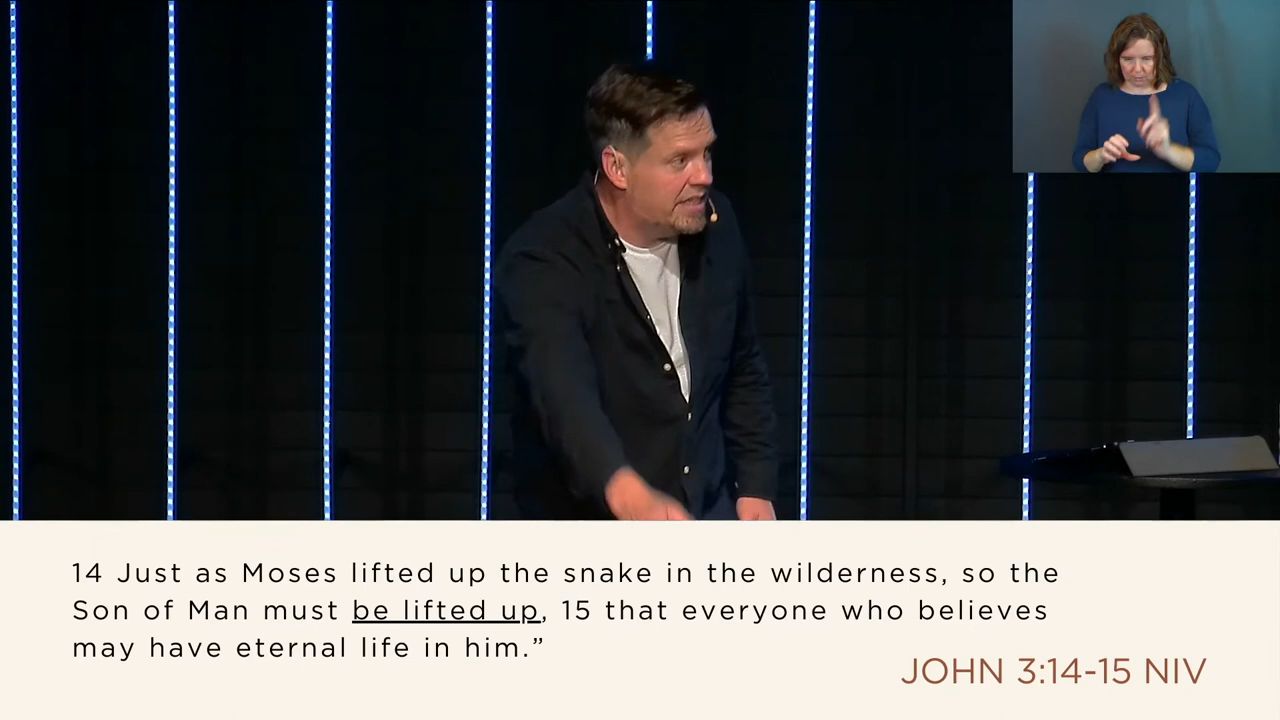 14 Just as Moses lifted up the snake in the wilderness, so the
Son of Man must be lifted up, 15 that everyone who believes
may have eternal life in him.”
JOHN 3:14-15 NIV